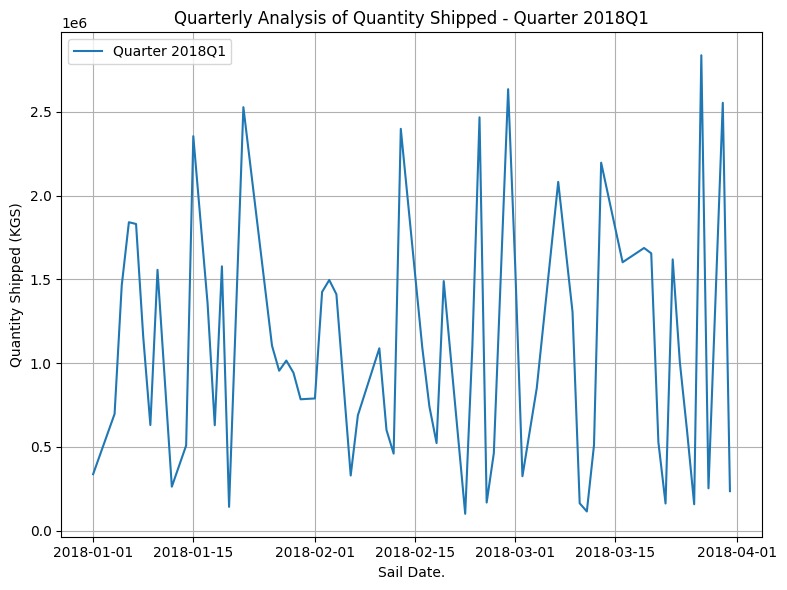 Quarterly Analysis of Quantity Shipped - Quarter 2018Q1
1e6
Quarter 2018Q1
2.5
2.0
1.5
1.0
0.5
0.0
Quantity Shipped (KGS)
2018-01-01 2018-01-15 2018-02-01 2018-02-15 2018-03-01 2018-03-15 2018-04-01
Sail Date.